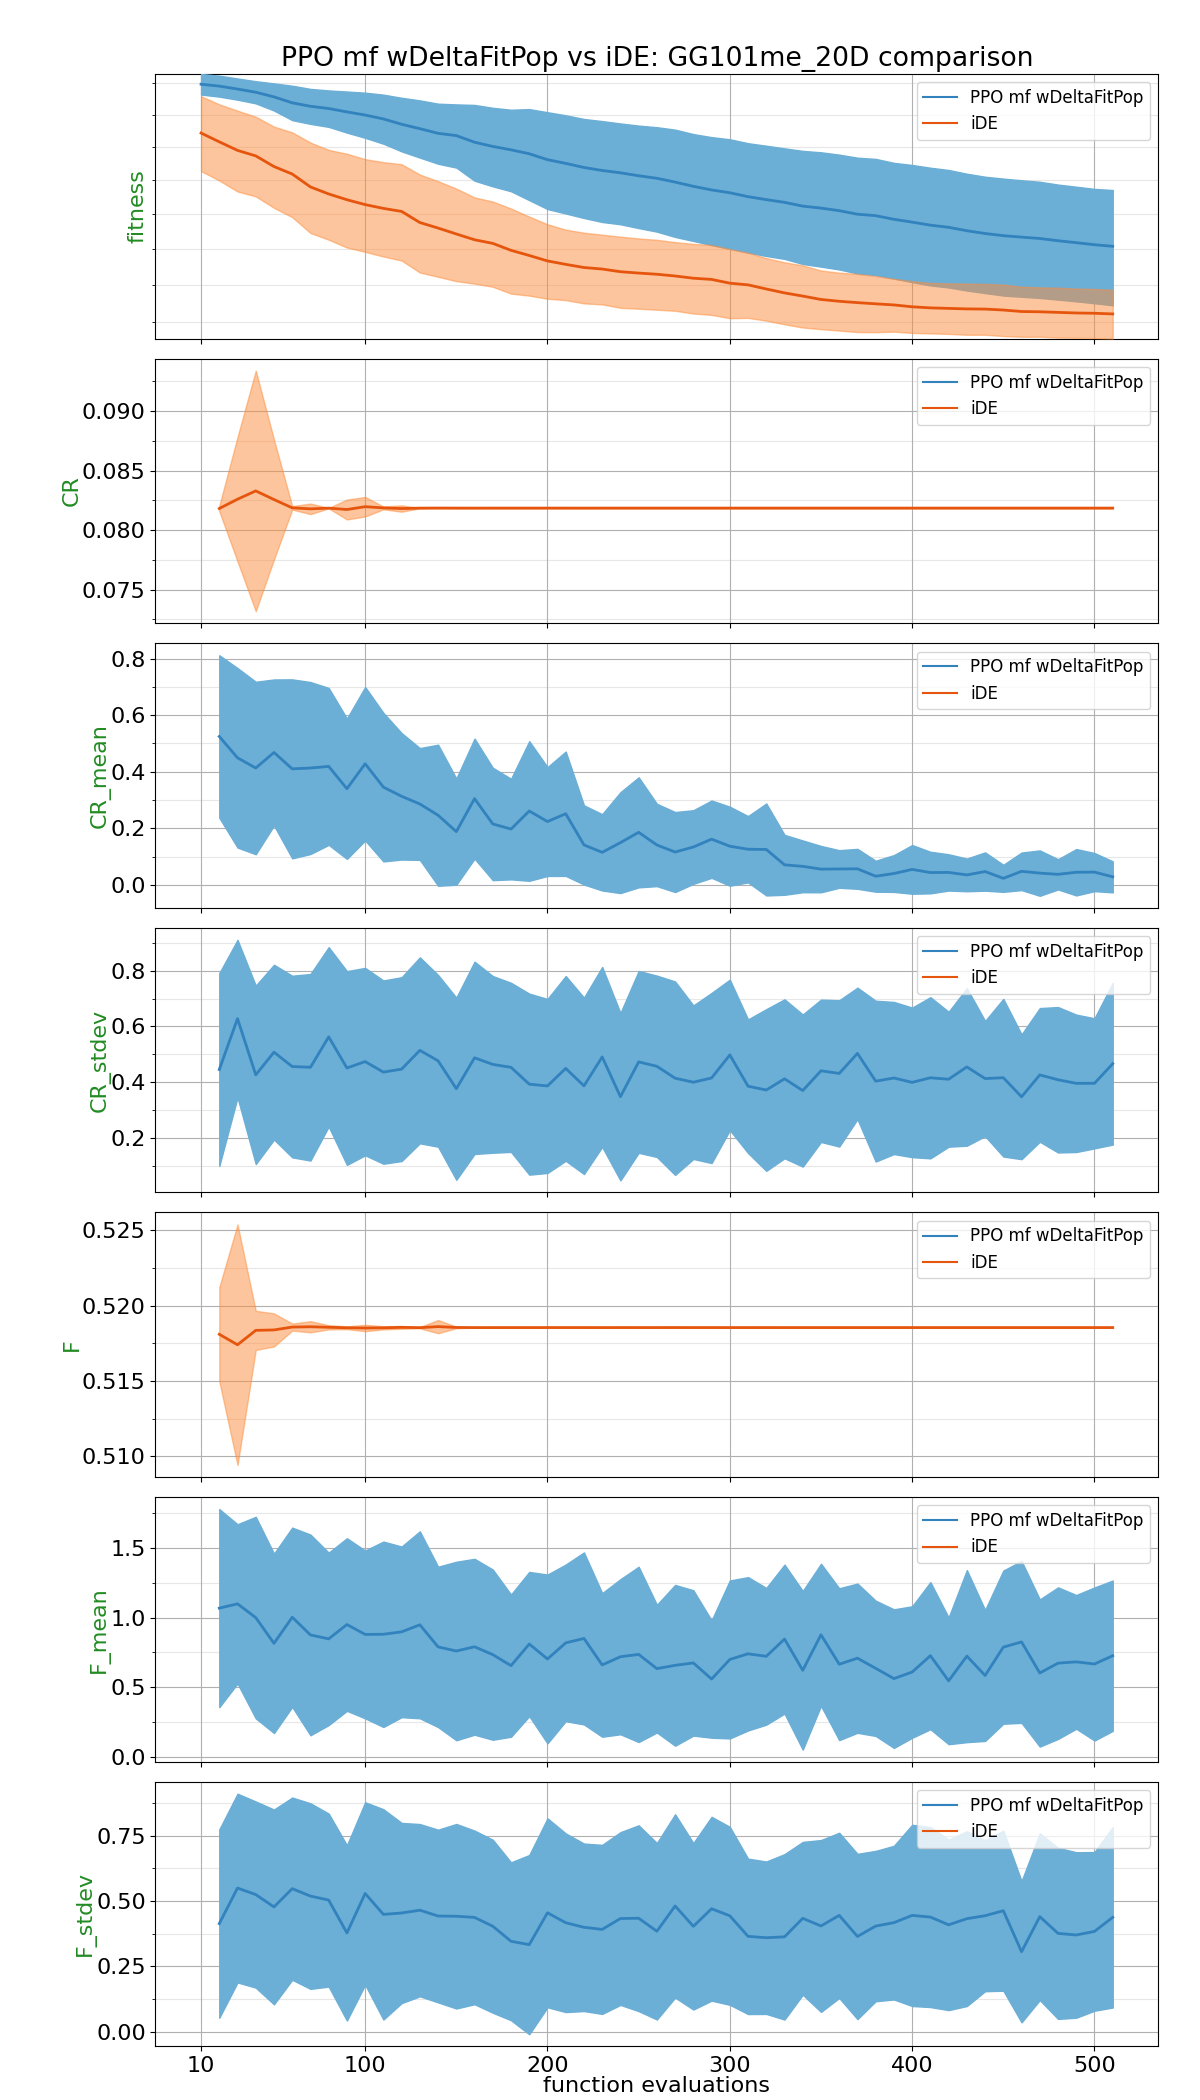 PPO mf wDeltaFitPop vs iDE: GG101me_20D comparison
fitness
PPO mf wDeltaFitPop
iDE
CR
0.090
0.085
0.080
0.075
PPO mf wDeltaFitPop
iDE
CR_mean
0.8
0.6
0.4
0.2
0.0
PPO mf wDeltaFitPop
iDE
CR_stdev
0.8
0.6
0.4
0.2
PPO mf wDeltaFitPop
iDE
F
0.525
0.520
0.515
0.510
PPO mf wDeltaFitPop
iDE
F_mean
1.5
1.0
0.5
0.0
PPO mf wDeltaFitPop
iDE
F_stdev
0.75
0.50
0.25
0.00
PPO mf wDeltaFitPop
iDE
10 100 200 300 400 500
function evaluations